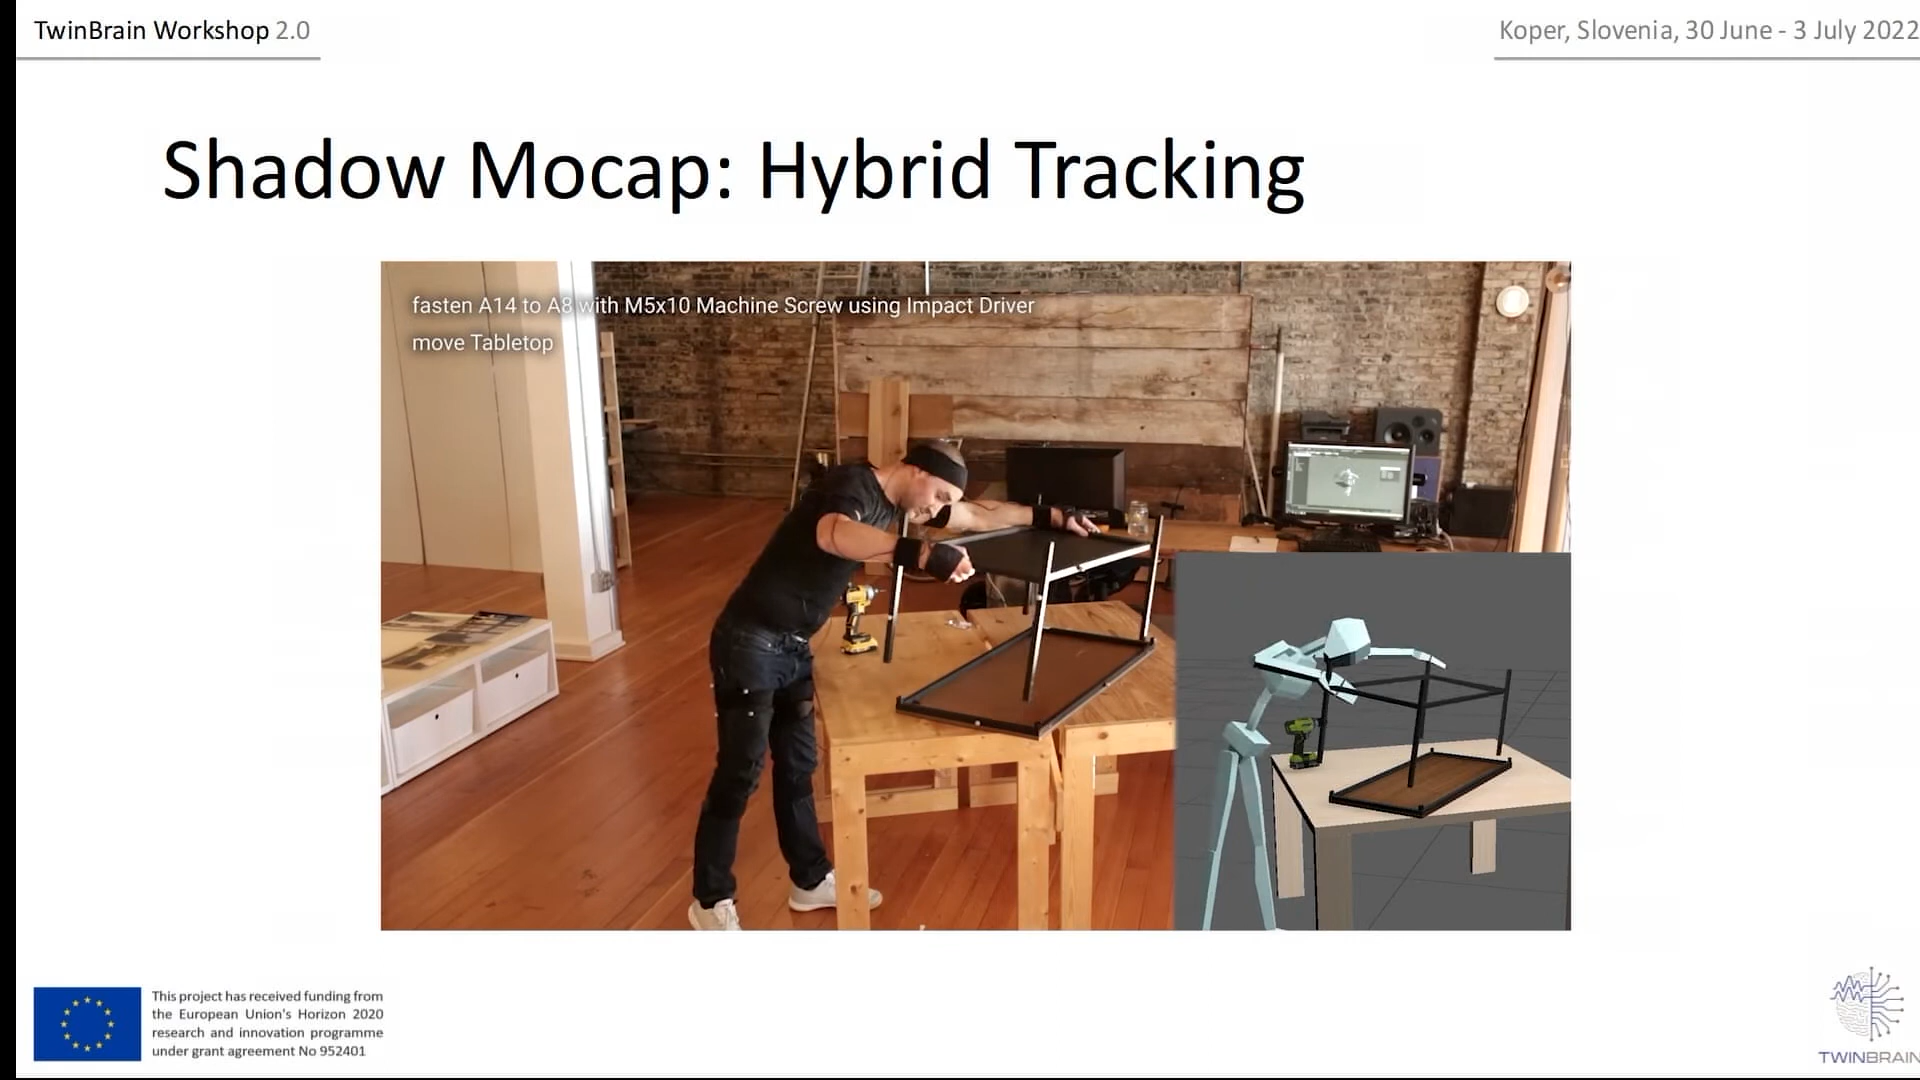 TwinBrain Workshop 2.0
Koper, Slovenia, 30 June - 3 July 2022
Shadow Mocap: Hybrid Tracking
fasten A14 to A8 with M5x10 Machine Screw using Impact Driver
move Tabletop
This project has received funding from
the European Union's Horizon 2020
research and innovation programme
under grant agreement No 952401
TWINBRAIN